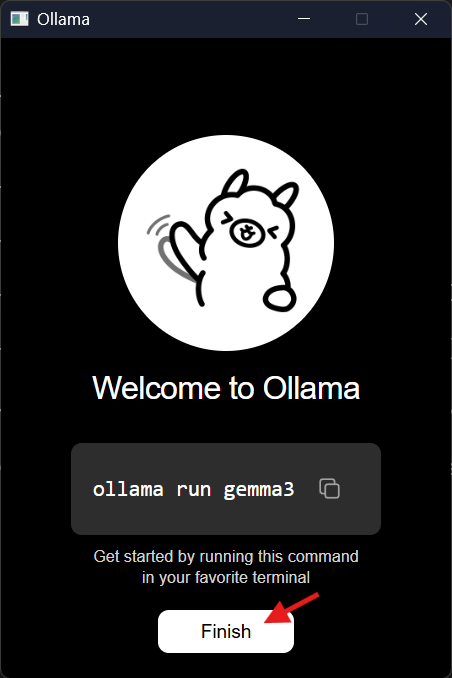 Ollama
Welcome to Ollama
ollama run gemma3
Get started by running this command
in your favorite terminal
Finish